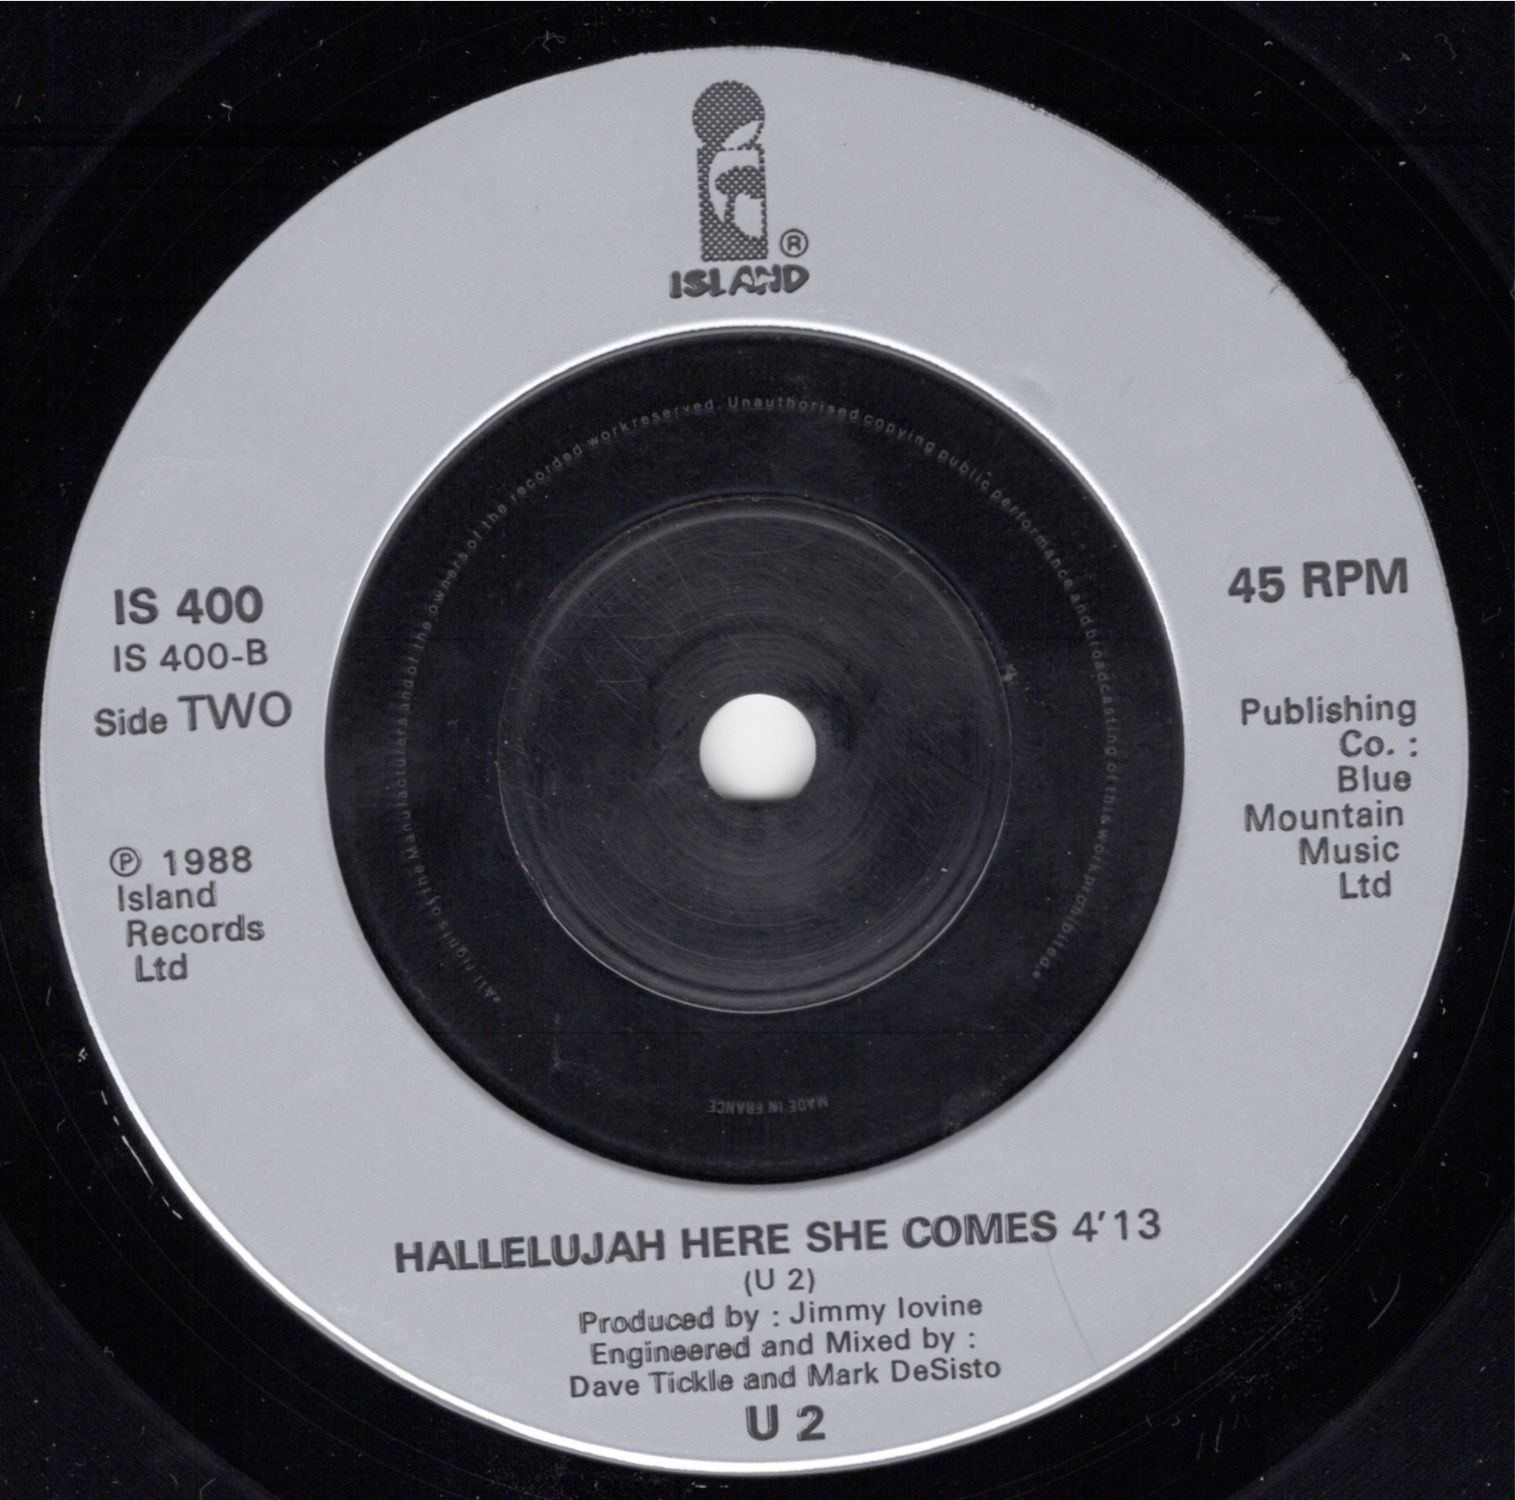 ®
ISLAND
IS 400
IS 400-B
Side TWO
45 RPM
℗ 1988
Island
Records
Ltd
Publishing
Co. :
Blue
Mountain
Music
Ltd
•All rights of the Manufacturers and of the owners of the recorded work reserved. Unauthorised copying public performance and broadcasting of this work prohibited.•
MADE IN FRANCE
HALLELUJAH HERE SHE COMES 4'13
(U 2)
Produced by : Jimmy Iovine
Engineered and Mixed by :
Dave Tickle and Mark DeSisto
U 2